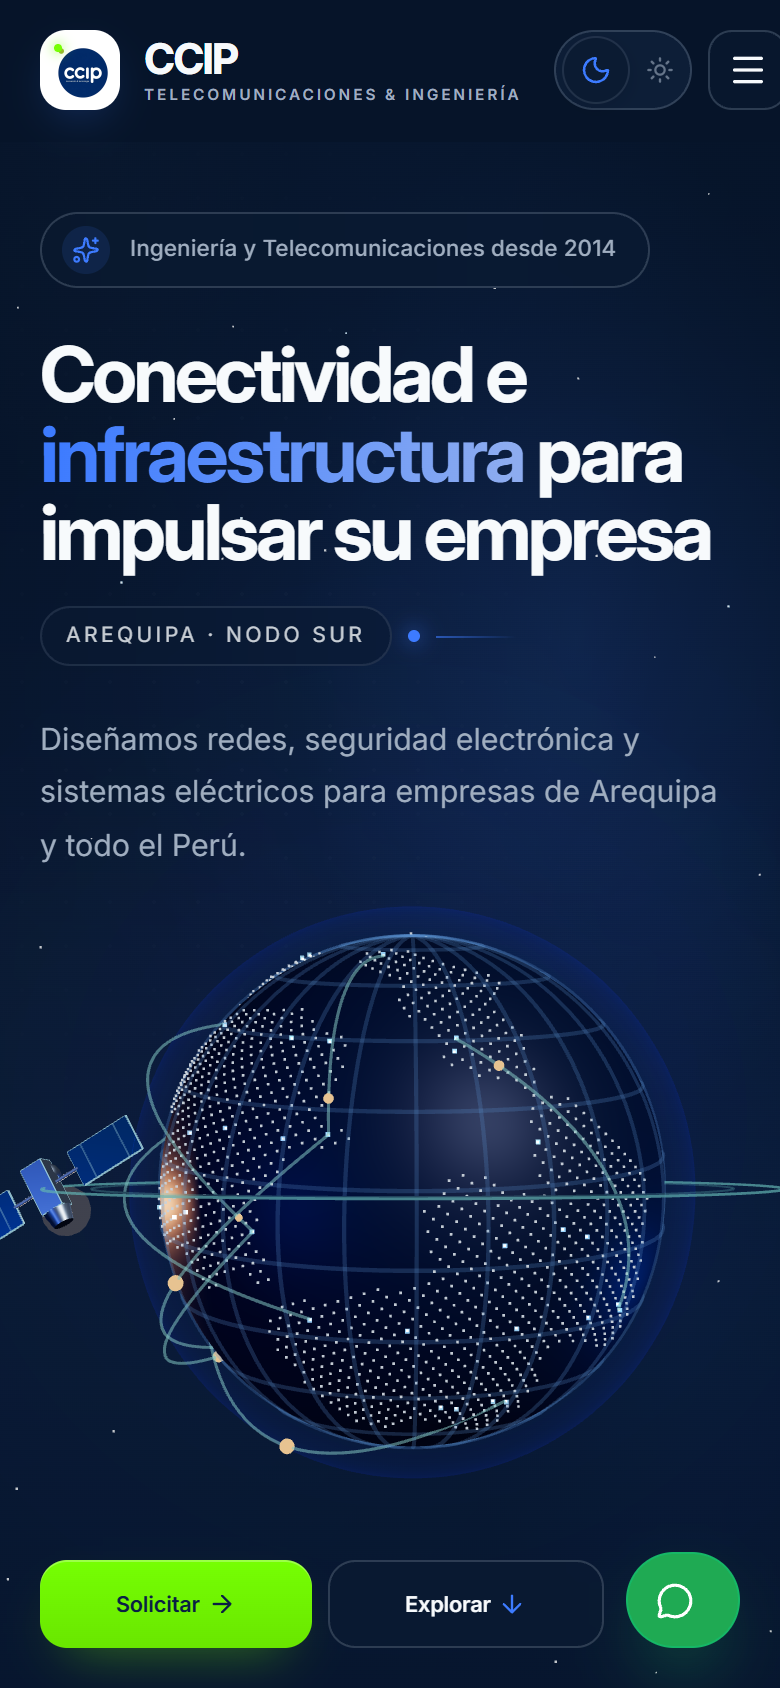 ccip
CCIP
TELECOMUNICACIONES & INGENIERÍA
Ingeniería y Telecomunicaciones desde 2014
Conectividad e
infraestructura para
impulsar su empresa
AREQUIPA · NODO SUR
Diseñamos redes, seguridad electrónica y
sistemas eléctricos para empresas de Arequipa
y todo el Perú.
Solicitar →
Explorar ↓